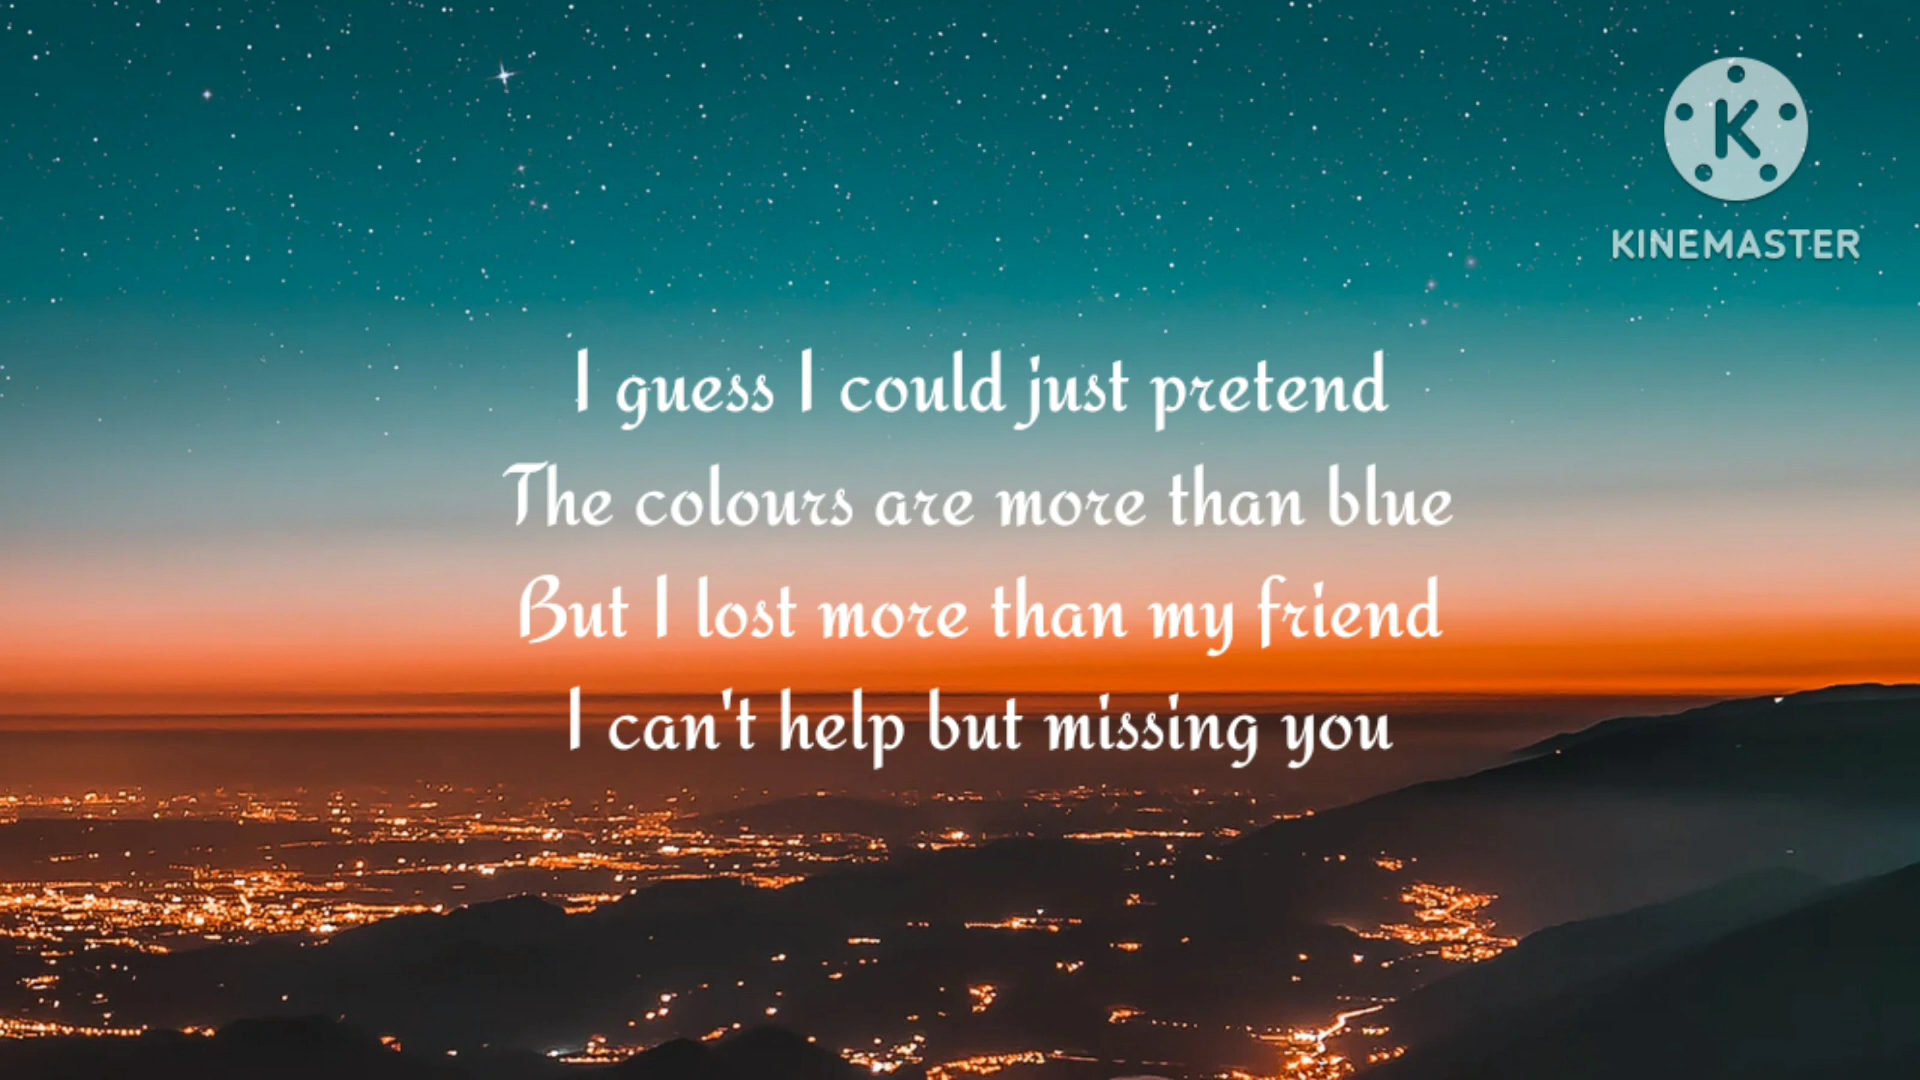 K
KINEMASTER
I guess I could just pretend
The colours are more than blue
But I lost more than my friend
I can't help but missing you